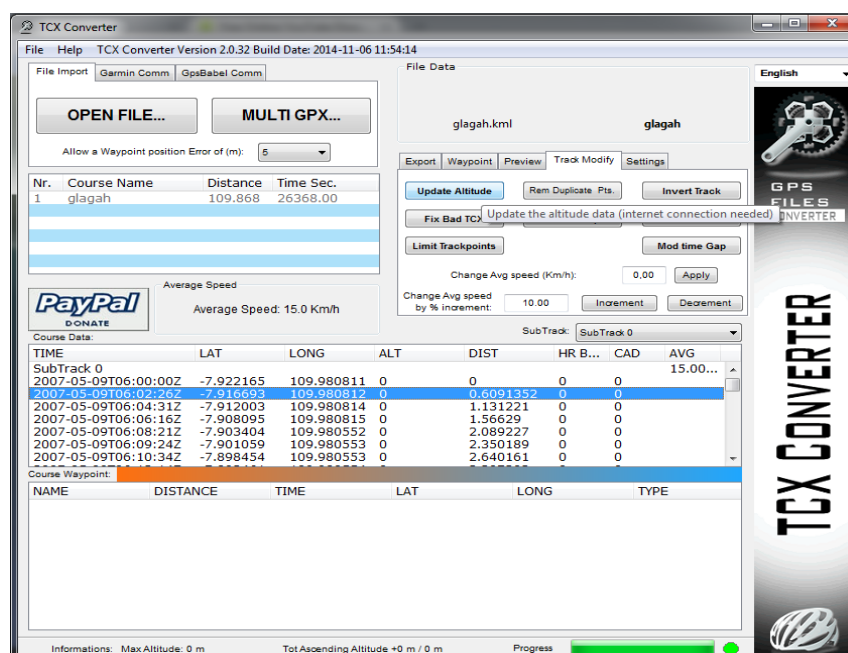 TCX Converter
File Help TCX Converter Version 2.0.32 Build Date: 2014-11-06 11:54:14
File Import Garmin Comm GpsBabel Comm
OPEN FILE... MULTI GPX...
Allow a Waypoint position Error of (m): 5
File Data
glagah.kml glagah
English
Nr. Course Name Distance Time Sec.
1 glagah 109.868 26368.00
Export Waypoint Preview Track Modify Settings
Update Altitude Rem Duplicate Pts. Invert Track
Fix Bad TCX
Update the altitude data (internet connection needed)
Limit Trackpoints Mod time Gap
Change Avg speed (Km/h): 0,00 Apply
Change Avg speed
by % increment: 10.00 Increment Decrement
GPS
FILES
CONVERTER
PayPal
DONATE
Average Speed
Average Speed: 15.0 Km/h
SubTrack: SubTrack 0
Course Data:
TIME LAT LONG ALT DIST HR B... CAD AVG
SubTrack 0 15.00...
2007-05-09T06:00:00Z -7.922165 109.980811 0 0 0 0
2007-05-09T06:02:26Z -7.916693 109.980812 0 0.6091352 0 0
2007-05-09T06:04:31Z -7.912003 109.980814 0 1.131221 0 0
2007-05-09T06:06:16Z -7.908095 109.980815 0 1.56629 0 0
2007-05-09T06:08:21Z -7.903404 109.980552 0 2.089227 0 0
2007-05-09T06:09:24Z -7.901059 109.980553 0 2.350189 0 0
2007-05-09T06:10:34Z -7.898454 109.980553 0 2.640161 0 0
Course Waypoint:
NAME DISTANCE TIME LAT LONG TYPE
TCX CONVERTER
Informations: Max Altitude: 0 m Tot Ascending Altitude +0 m / 0 m Progress